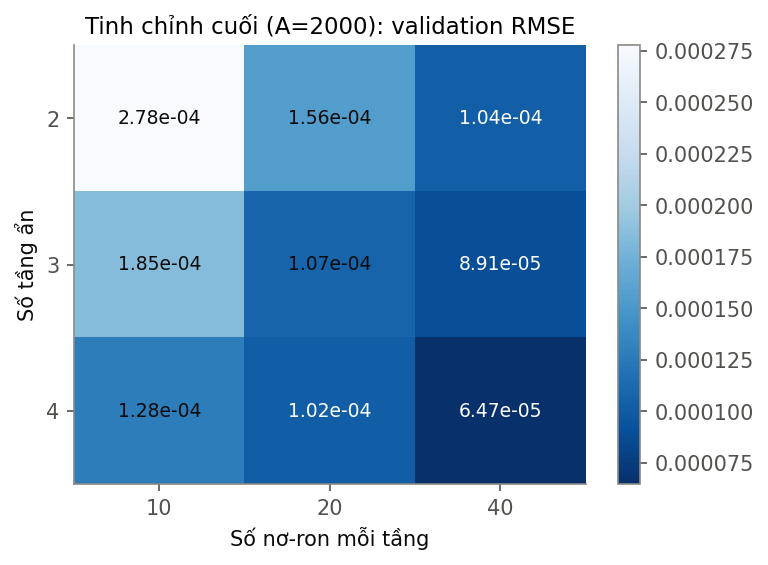 Tinh chỉnh cuối (A=2000): validation RMSE
Số tầng ẩn
2
2.78e-04
1.56e-04
1.04e-04
3
1.85e-04
1.07e-04
8.91e-05
4
1.28e-04
1.02e-04
6.47e-05
10
20
40
Số nơ-ron mỗi tầng
0.000275
0.000250
0.000225
0.000200
0.000175
0.000150
0.000125
0.000100
0.000075